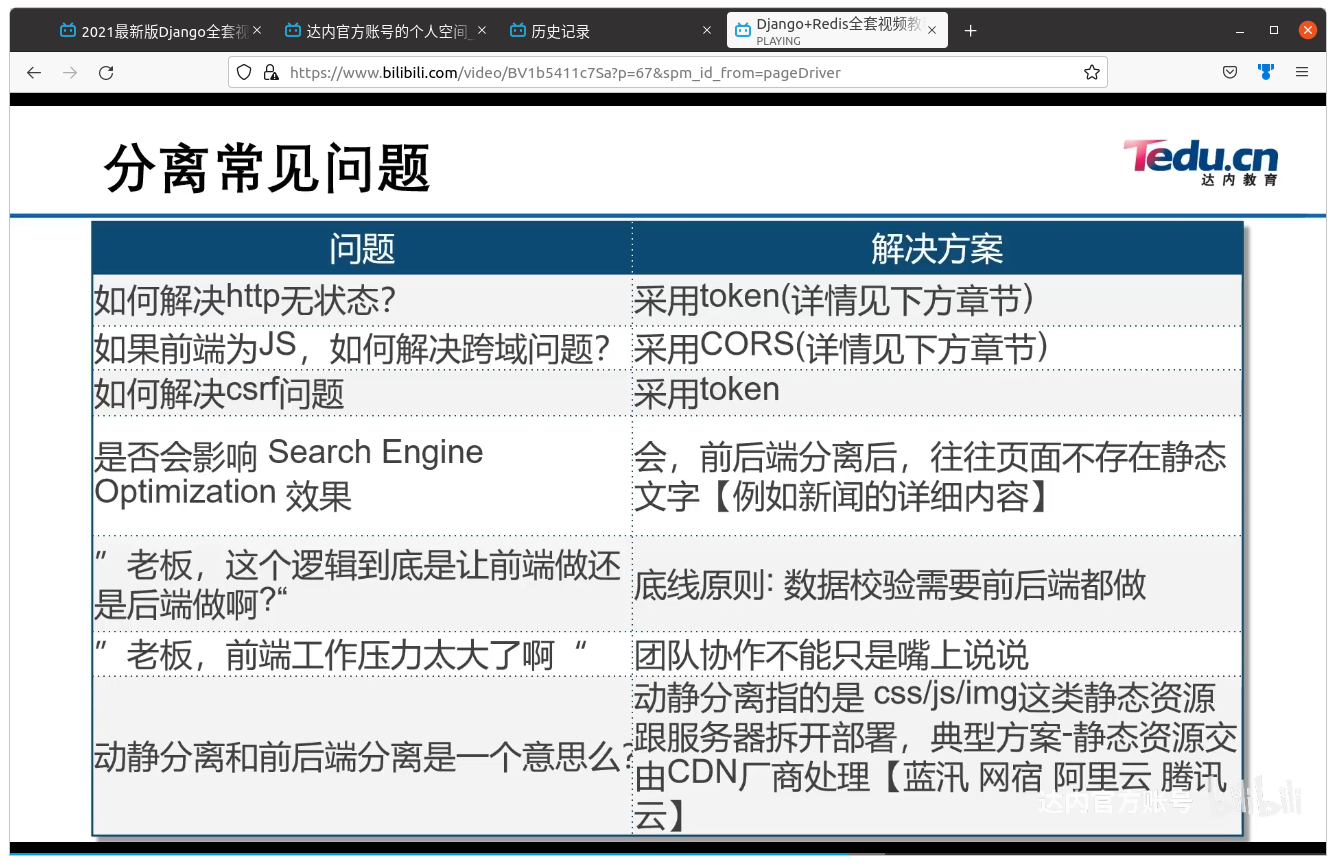 2021最新版Django全套视
达内官方账号的个人空间_
历史记录
Django+Redis全套视频教
PLAYING
https://www.bilibili.com/video/BV1b5411c7Sa?p=67&spm_id_from=pageDriver
分离常见问题
Tedu.cn
达内教育
问题
解决方案
如何解决http无状态?
采用token(详情见下方章节)
如果前端为JS，如何解决跨域问题?
采用CORS(详情见下方章节)
如何解决csrf问题
采用token
是否会影响 Search Engine
Optimization 效果
会，前后端分离后，往往页面不存在静态
文字【例如新闻的详细内容】
”老板，这个逻辑到底是让前端做还
是后端做啊?“
底线原则: 数据校验需要前后端都做
”老板，前端工作压力太大了啊“
团队协作不能只是嘴上说说
动静分离和前后端分离是一个意思么?
动静分离指的是 css/js/img这类静态资源
跟服务器拆开部署，典型方案-静态资源交
由CDN厂商处理【蓝汛 网宿 阿里云 腾讯
云】
达内官方账号 bilibili